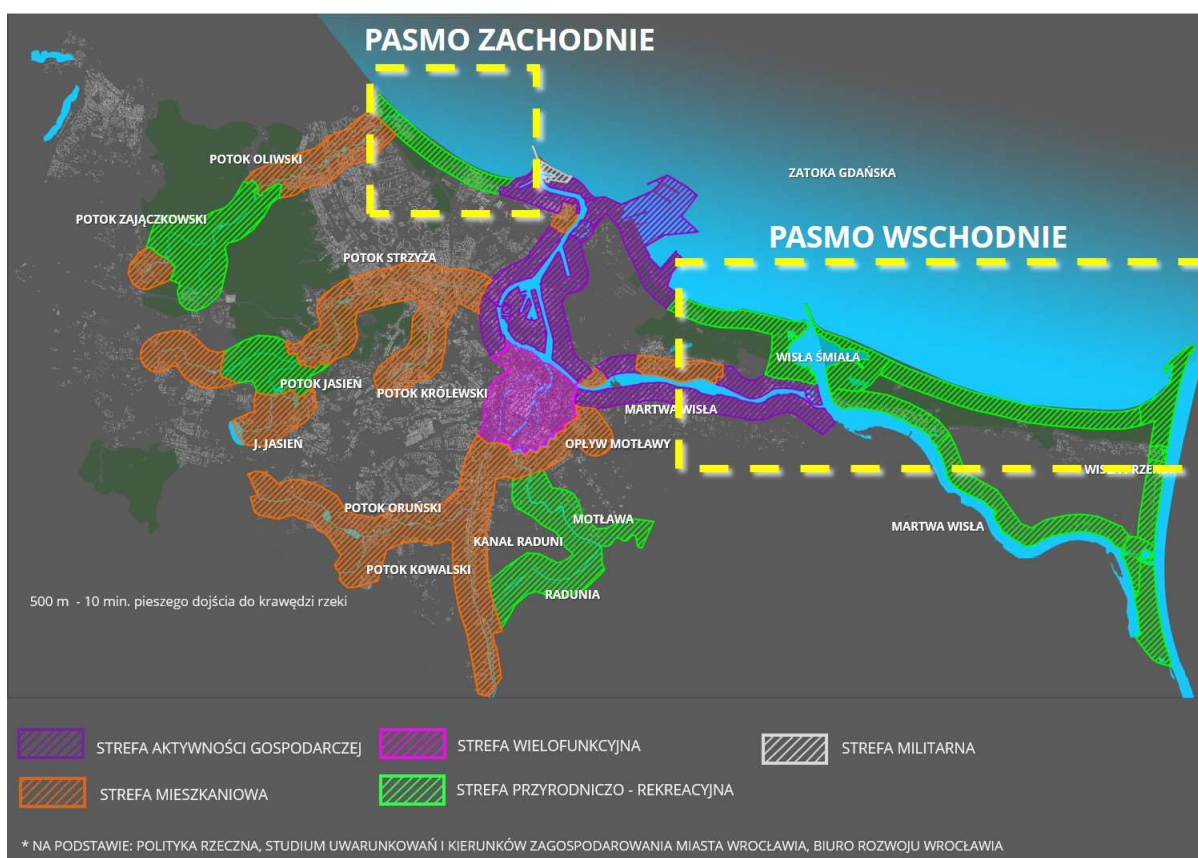 PASMO ZACHODNIE
POTOK OLIWSKI
ZATOKA GDAŃSKA
POTOK ZAJĄCZKOWSKI
PASMO WSCHODNIE
POTOK STRZYŻA
WISŁA ŚMIAŁA
POTOK JASIEŃ
POTOK KRÓLEWSKI
MARTWA WISŁA
J. JASIEŃ
OPŁYW MOTŁAWY
POTOK ORUŃSKI
MOTŁAWA
MARTWA WISŁA
KANAŁ RADUNI
POTOK KOWALSKI
RADUNIA
500 m - 10 min. pieszego dojścia do krawędzi rzeki
STREFA AKTYWNOŚCI GOSPODARCZEJ
STREFA WIELOFUNKCYJNA
STREFA MILITARNA
STREFA MIESZKANIOWA
STREFA PRZYRODNICZO - REKREACYJNA
* NA PODSTAWIE: POLITYKA RZECZNA, STUDIUM UWARUNKOWAŃ I KIERUNKÓW ZAGOSPODAROWANIA MIASTA WROCŁAWIA, BIURO ROZWOJU WROCŁAWIA